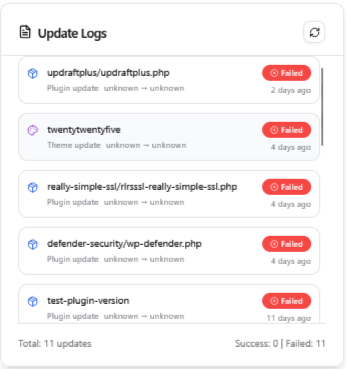 Update Logs
updraftplus/updraftplus.php
Failed
Plugin update unknown → unknown
2 days ago
twentytwentyfive
Failed
Theme update unknown → unknown
4 days ago
really-simple-ssl/rlrsssl-really-simple-ssl.php
Failed
Plugin update unknown → unknown
4 days ago
defender-security/wp-defender.php
Failed
Plugin update unknown → unknown
4 days ago
test-plugin-version
Failed
Plugin update unknown → unknown
11 days ago
Total: 11 updates
Success: 0 | Failed: 11